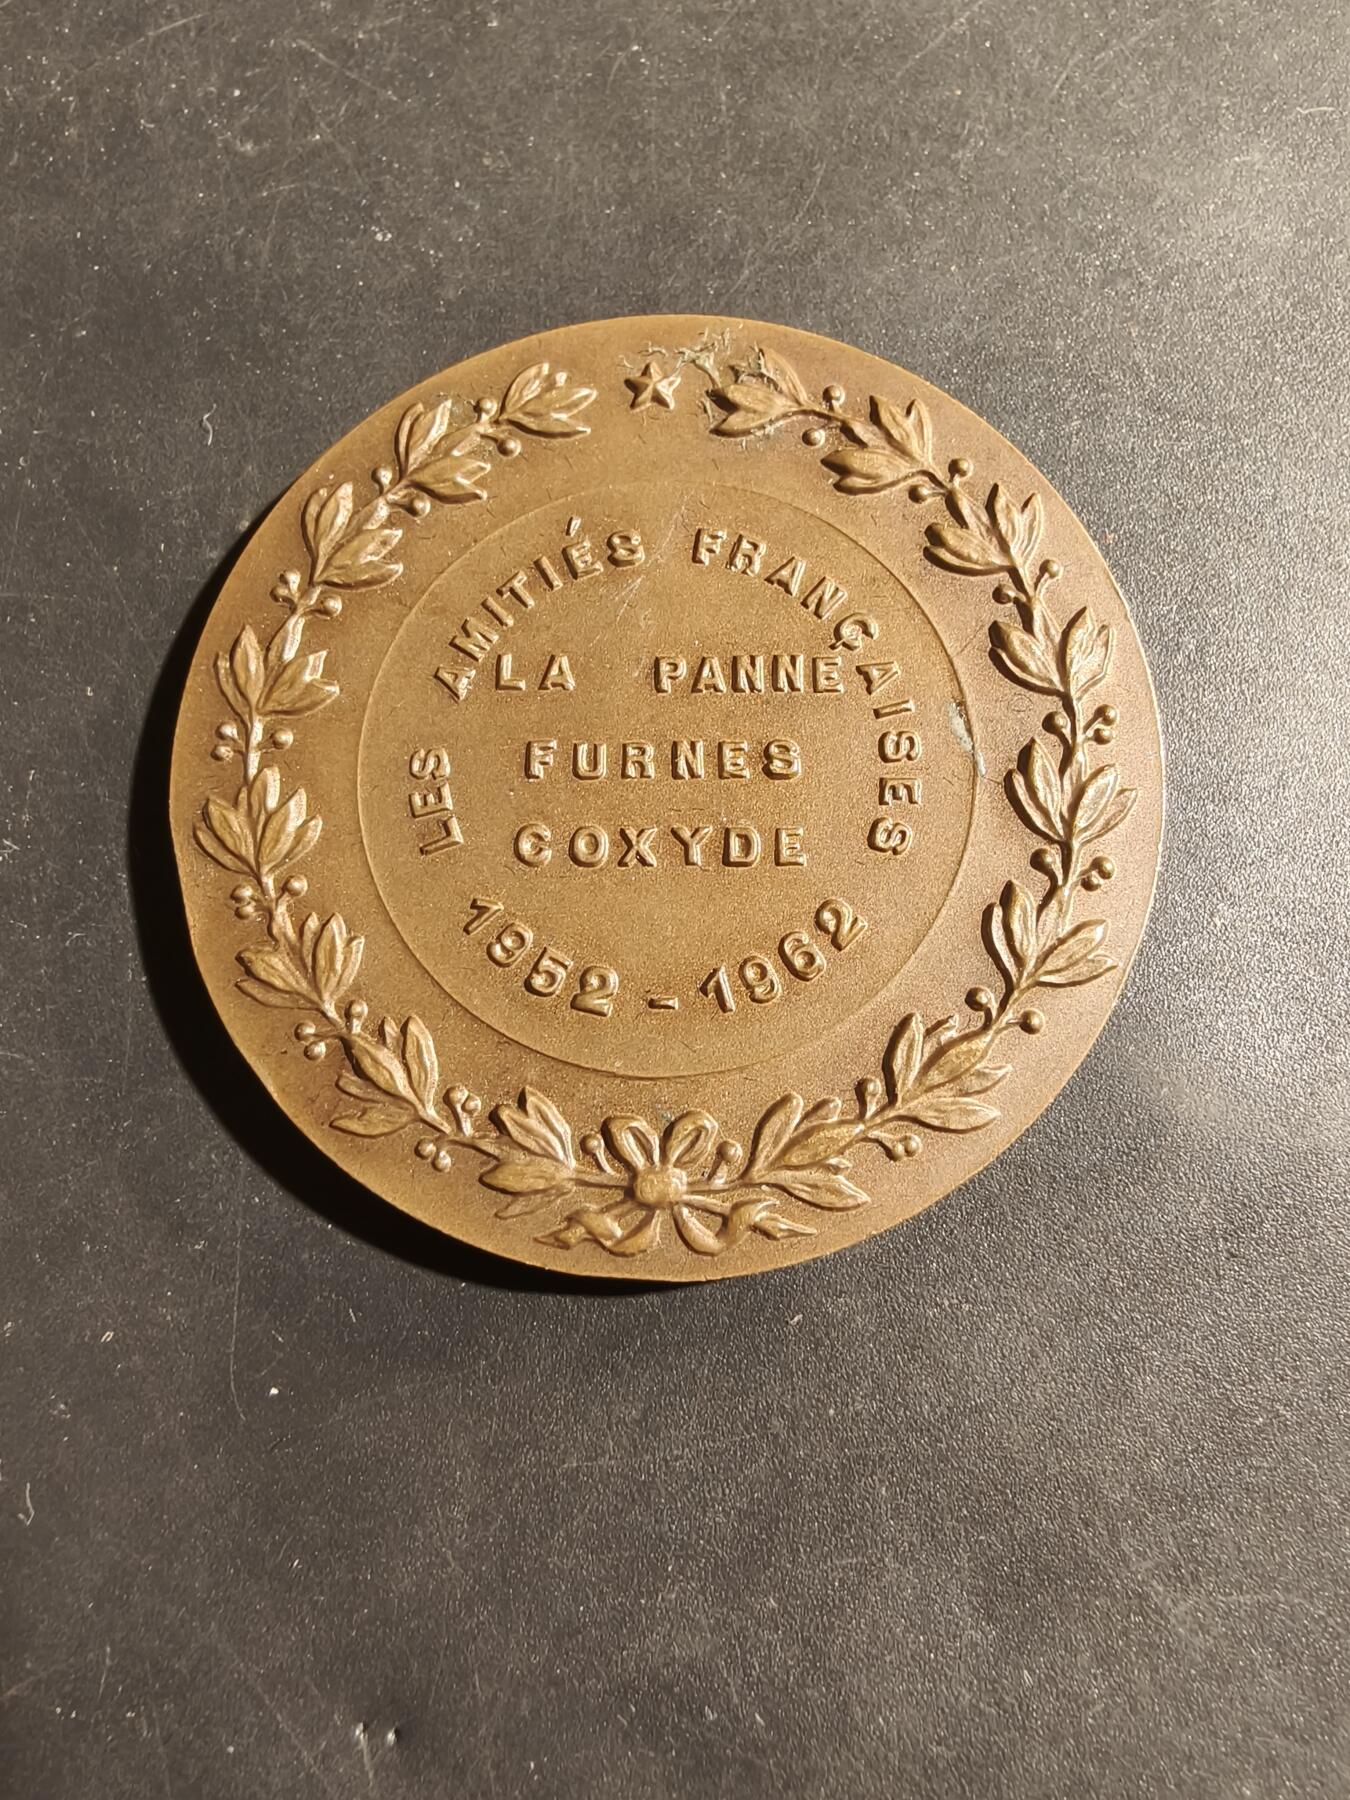 LES AMITIÉS FRANÇAISES
LA PANNE
FURNES
COXYDE
1952 - 1962